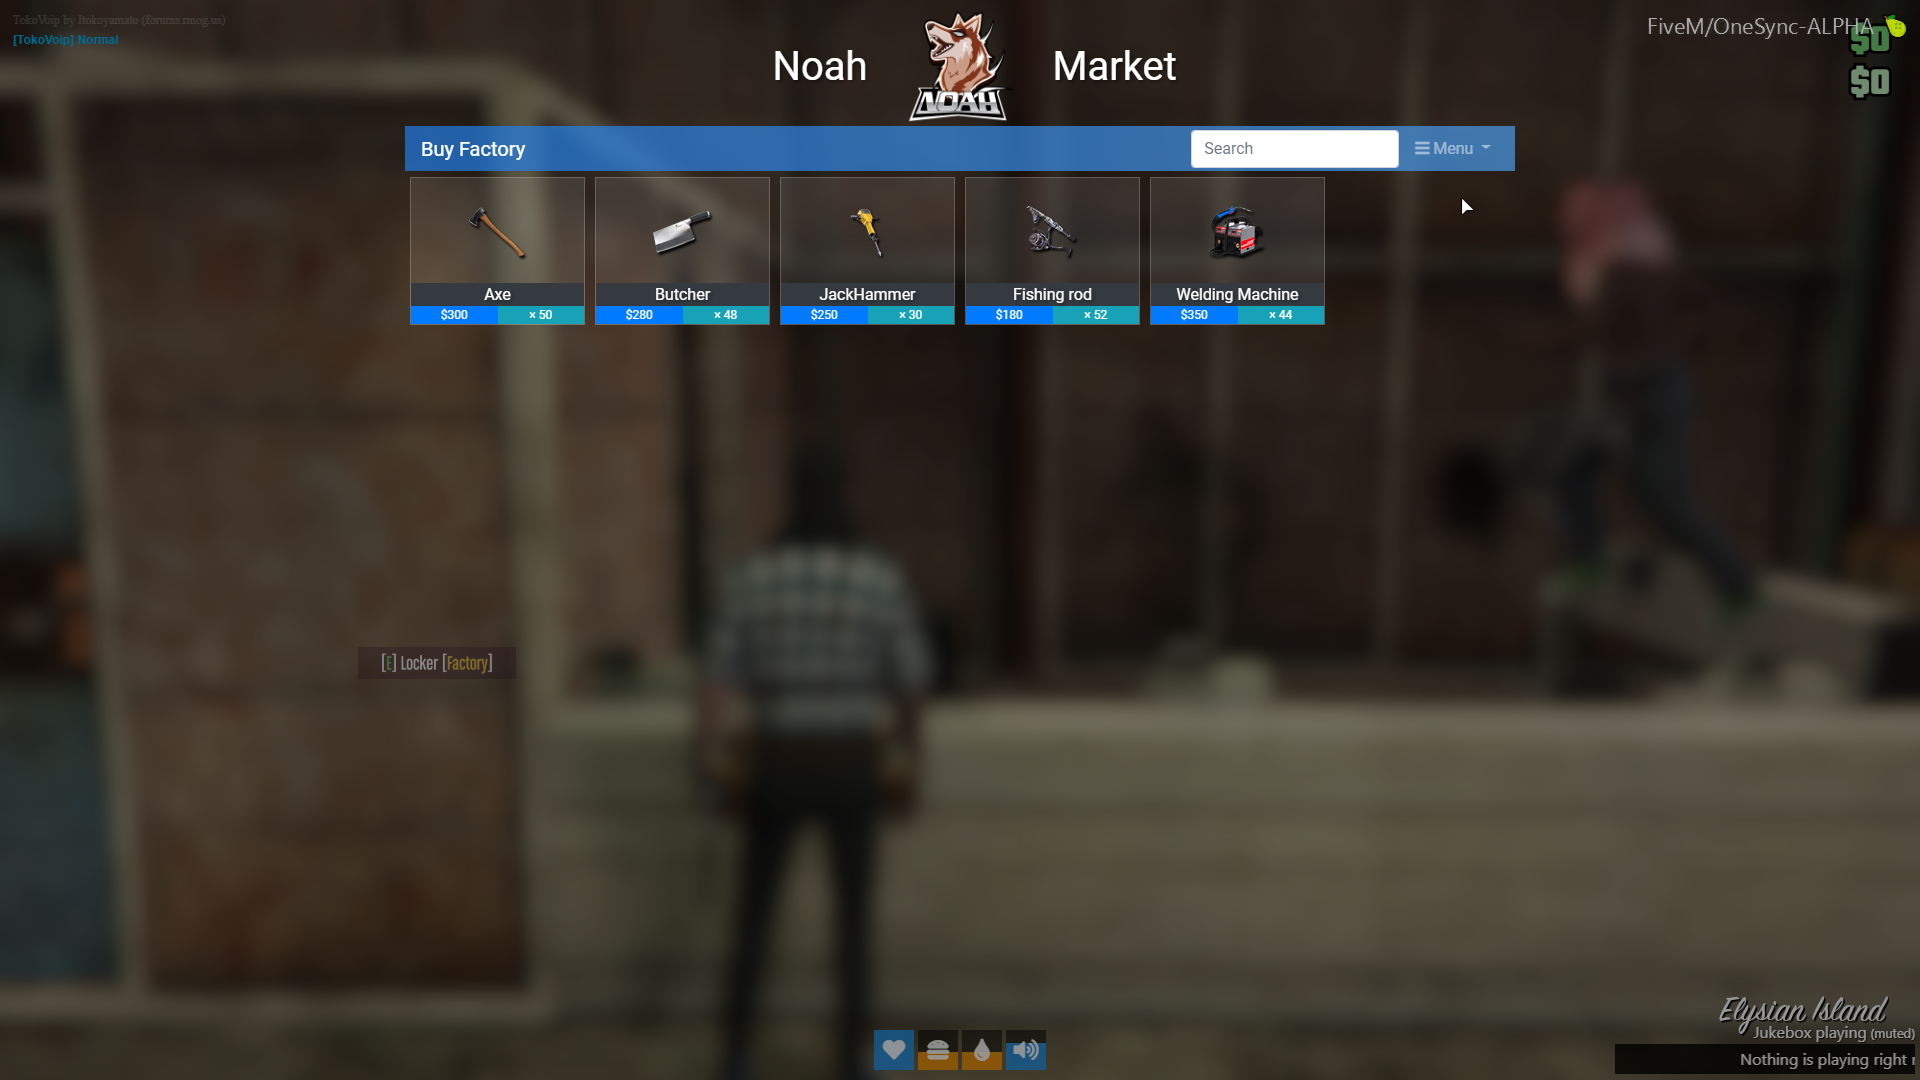 TokoVoip by Itokoyamato (forums.rmog.us)
[TokoVoip] Normal
FiveM/OneSync-ALPHA
$0
$0
Noah
NOAH
Market
Buy Factory
Search
Menu
Axe
Butcher
JackHammer
Fishing rod
Welding Machine
$300
× 50
$280
× 48
$250
× 30
$180
× 52
$350
× 44
[E] Locker [Factory]
Elysian Island
Jukebox playing (muted)
Nothing is playing right